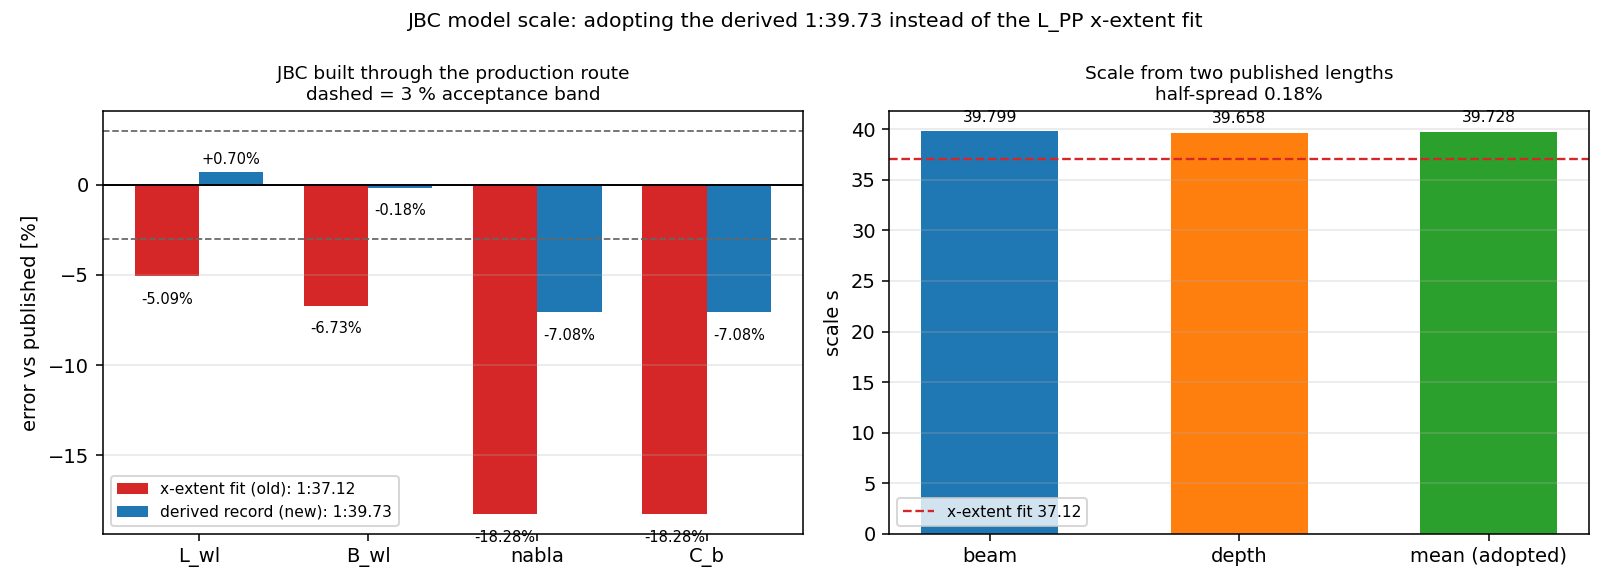 JBC model scale: adopting the derived 1:39.73 instead of the L_PP x-extent fit
JBC built through the production route
dashed = 3 % acceptance band
error vs published [%]
0
−5
−10
−15
+0.70%
-0.18%
-5.09%
-6.73%
-7.08%
-7.08%
-18.28%
-18.28%
x-extent fit (old): 1:37.12
derived record (new): 1:39.73
L_wl
B_wl
nabla
C_b
Scale from two published lengths
half-spread 0.18%
scale s
40
35
30
25
20
15
10
5
0
39.799
39.658
39.728
x-extent fit 37.12
beam
depth
mean (adopted)